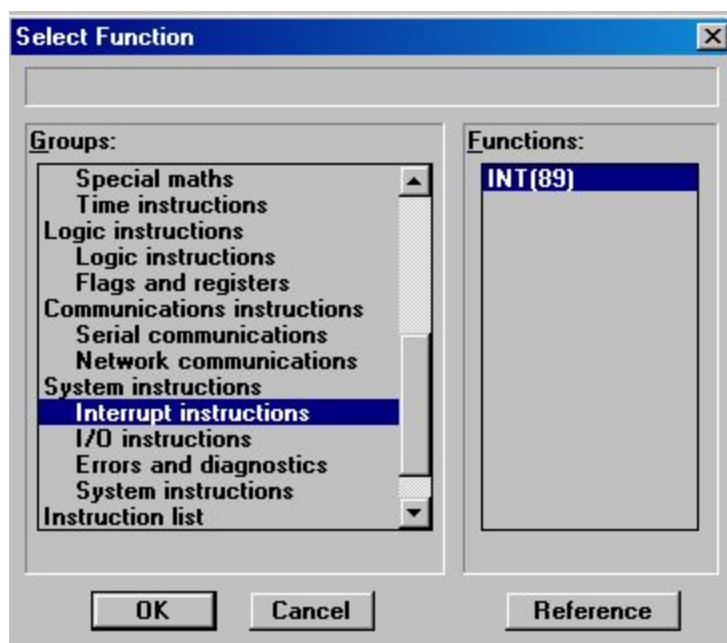 Select Function
Groups:
Special maths
Time instructions
Logic instructions
Logic instructions
Flags and registers
Communications instructions
Serial communications
Network communications
System instructions
Interrupt instructions
I/O instructions
Errors and diagnostics
System instructions
Instruction list
Functions:
INT(89)
OK
Cancel
Reference